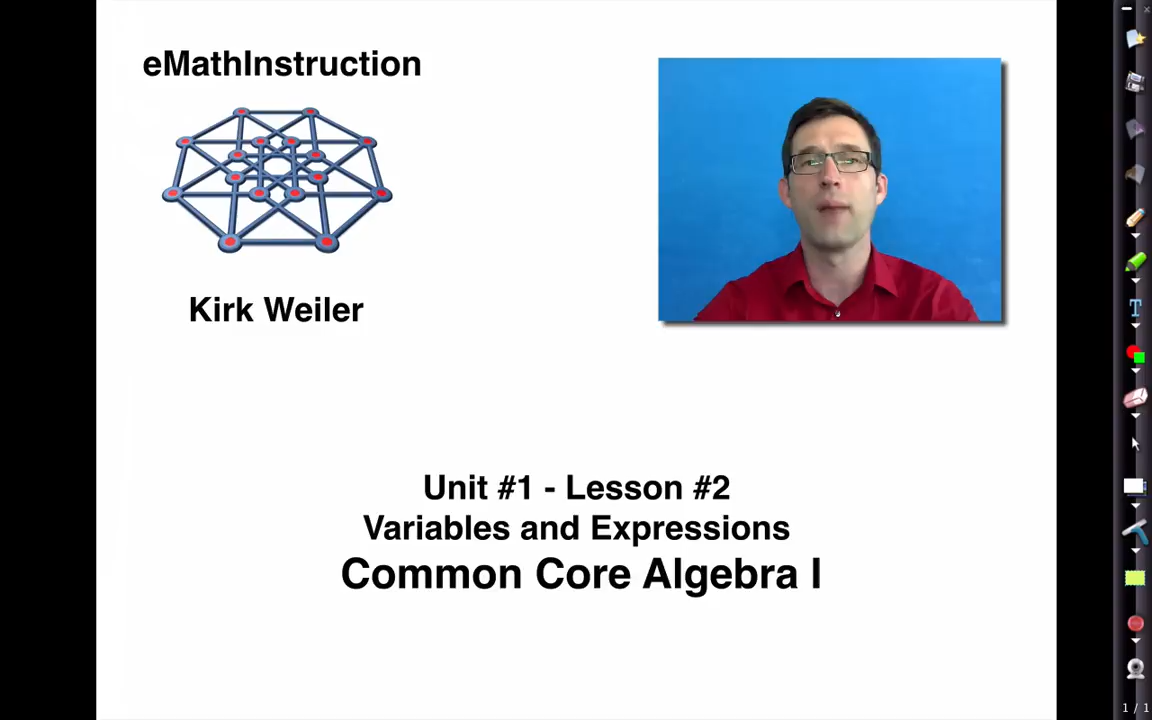 eMathInstruction
Kirk Weiler
Unit #1 - Lesson #2
Variables and Expressions
Common Core Algebra I
T
1 / 1